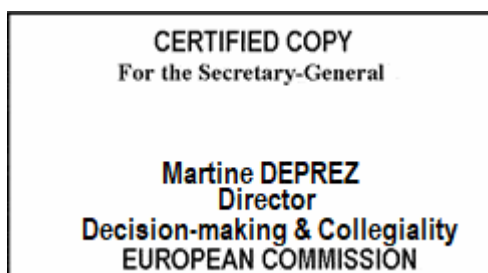 CERTIFIED COPY
For the Secretary-General
Martine DEPREZ
Director
Decision-making & Collegiality
EUROPEAN COMMISSION